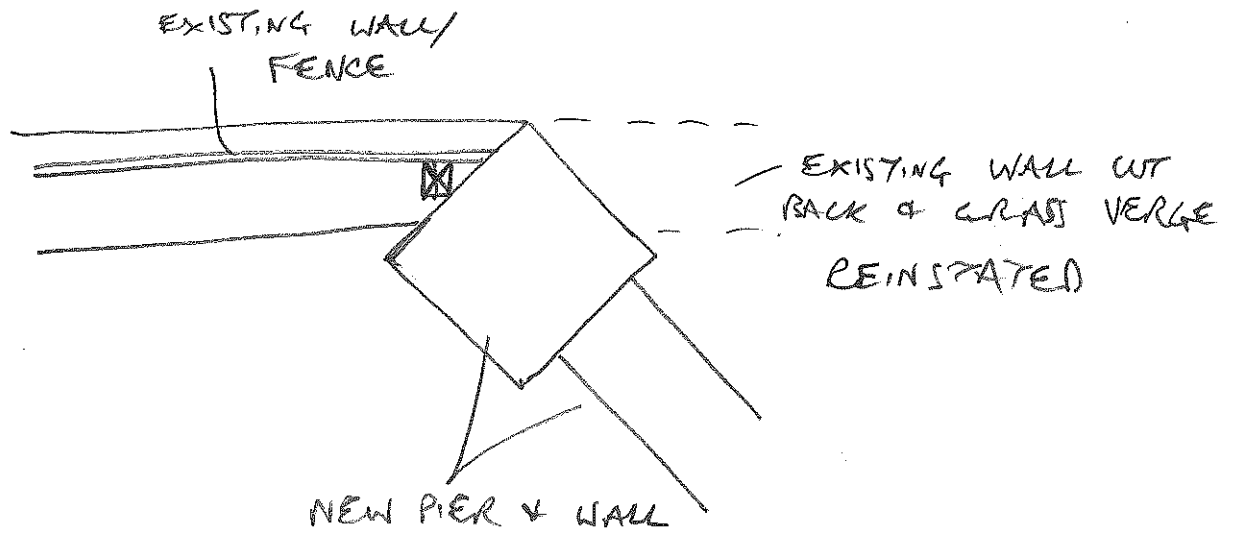 EXISTING WALL/
FENCE
EXISTING WALL CUT
BACK & GRASS VERGE
REINSTATED
NEW PIER & WALL